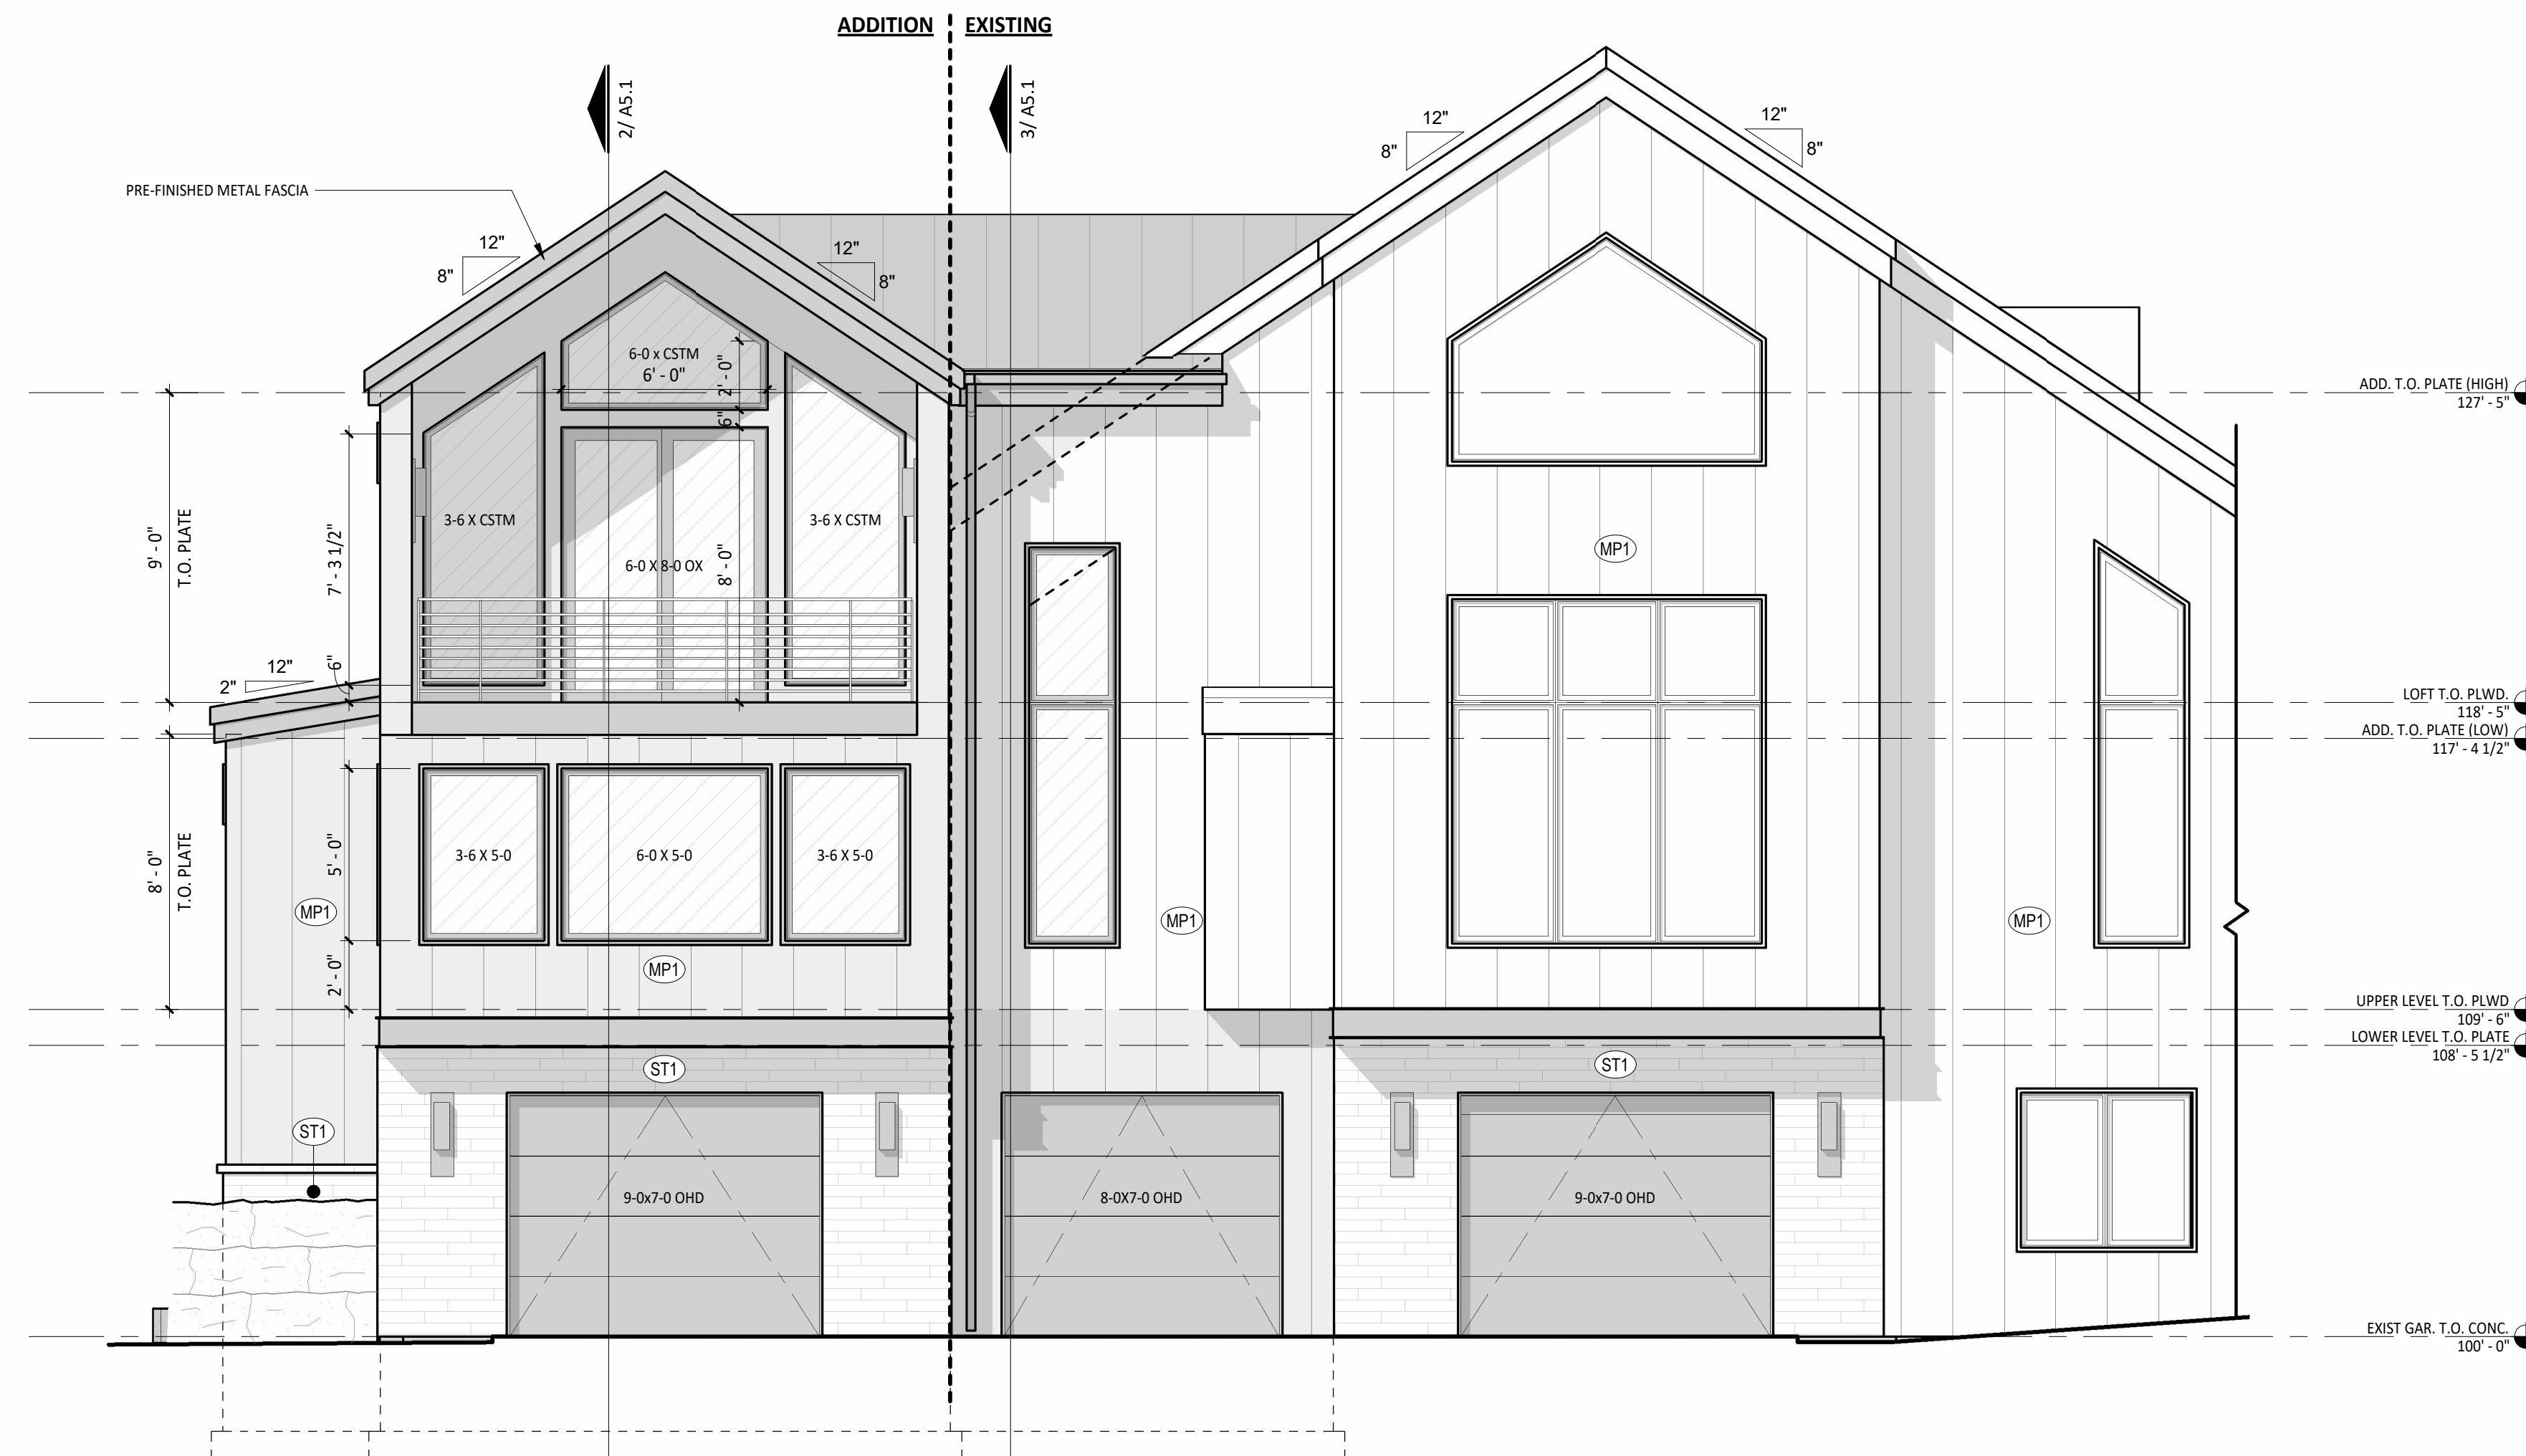 ADDITION
EXISTING
2/ A5.1
3/ A5.1
12"
8"
12"
8"
PRE-FINISHED METAL FASCIA
12"
8"
12"
8"
6-0 x CSTM
6' - 0"
2' - 0"
6"
ADD. T.O. PLATE (HIGH)
127' - 5"
9' - 0"
T.O. PLATE
7' - 3 1/2"
3-6 X CSTM
3-6 X CSTM
6-0 X 8-0 OX
8' - 0"
MP1
12"
2"
6"
LOFT T.O. PLWD.
118' - 5"
ADD. T.O. PLATE (LOW)
117' - 4 1/2"
8' - 0"
T.O. PLATE
5' - 0"
3-6 X 5-0
6-0 X 5-0
3-6 X 5-0
MP1
MP1
MP1
MP1
2' - 0"
UPPER LEVEL T.O. PLWD
109' - 6"
LOWER LEVEL T.O. PLATE
108' - 5 1/2"
ST1
ST1
ST1
9-0x7-0 OHD
8-0X7-0 OHD
9-0x7-0 OHD
EXIST GAR. T.O. CONC.
100' - 0"